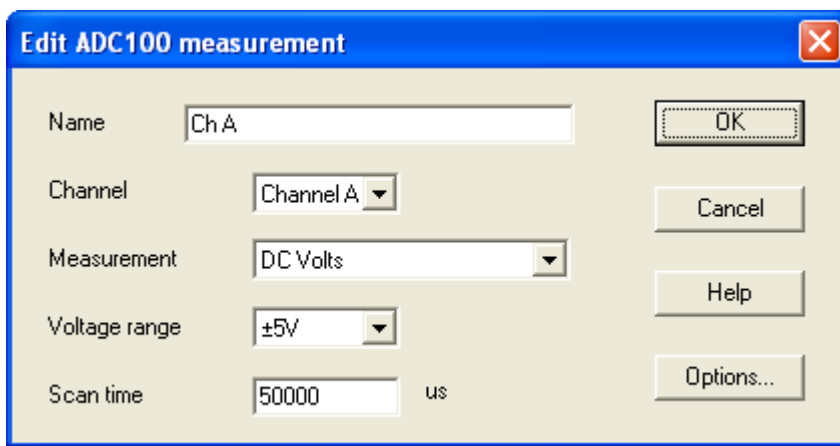 Edit ADC100 measurement
Name
Ch A
OK
Channel
Channel A
Cancel
Measurement
DC Volts
Help
Voltage range
±5V
Options...
Scan time
50000
us